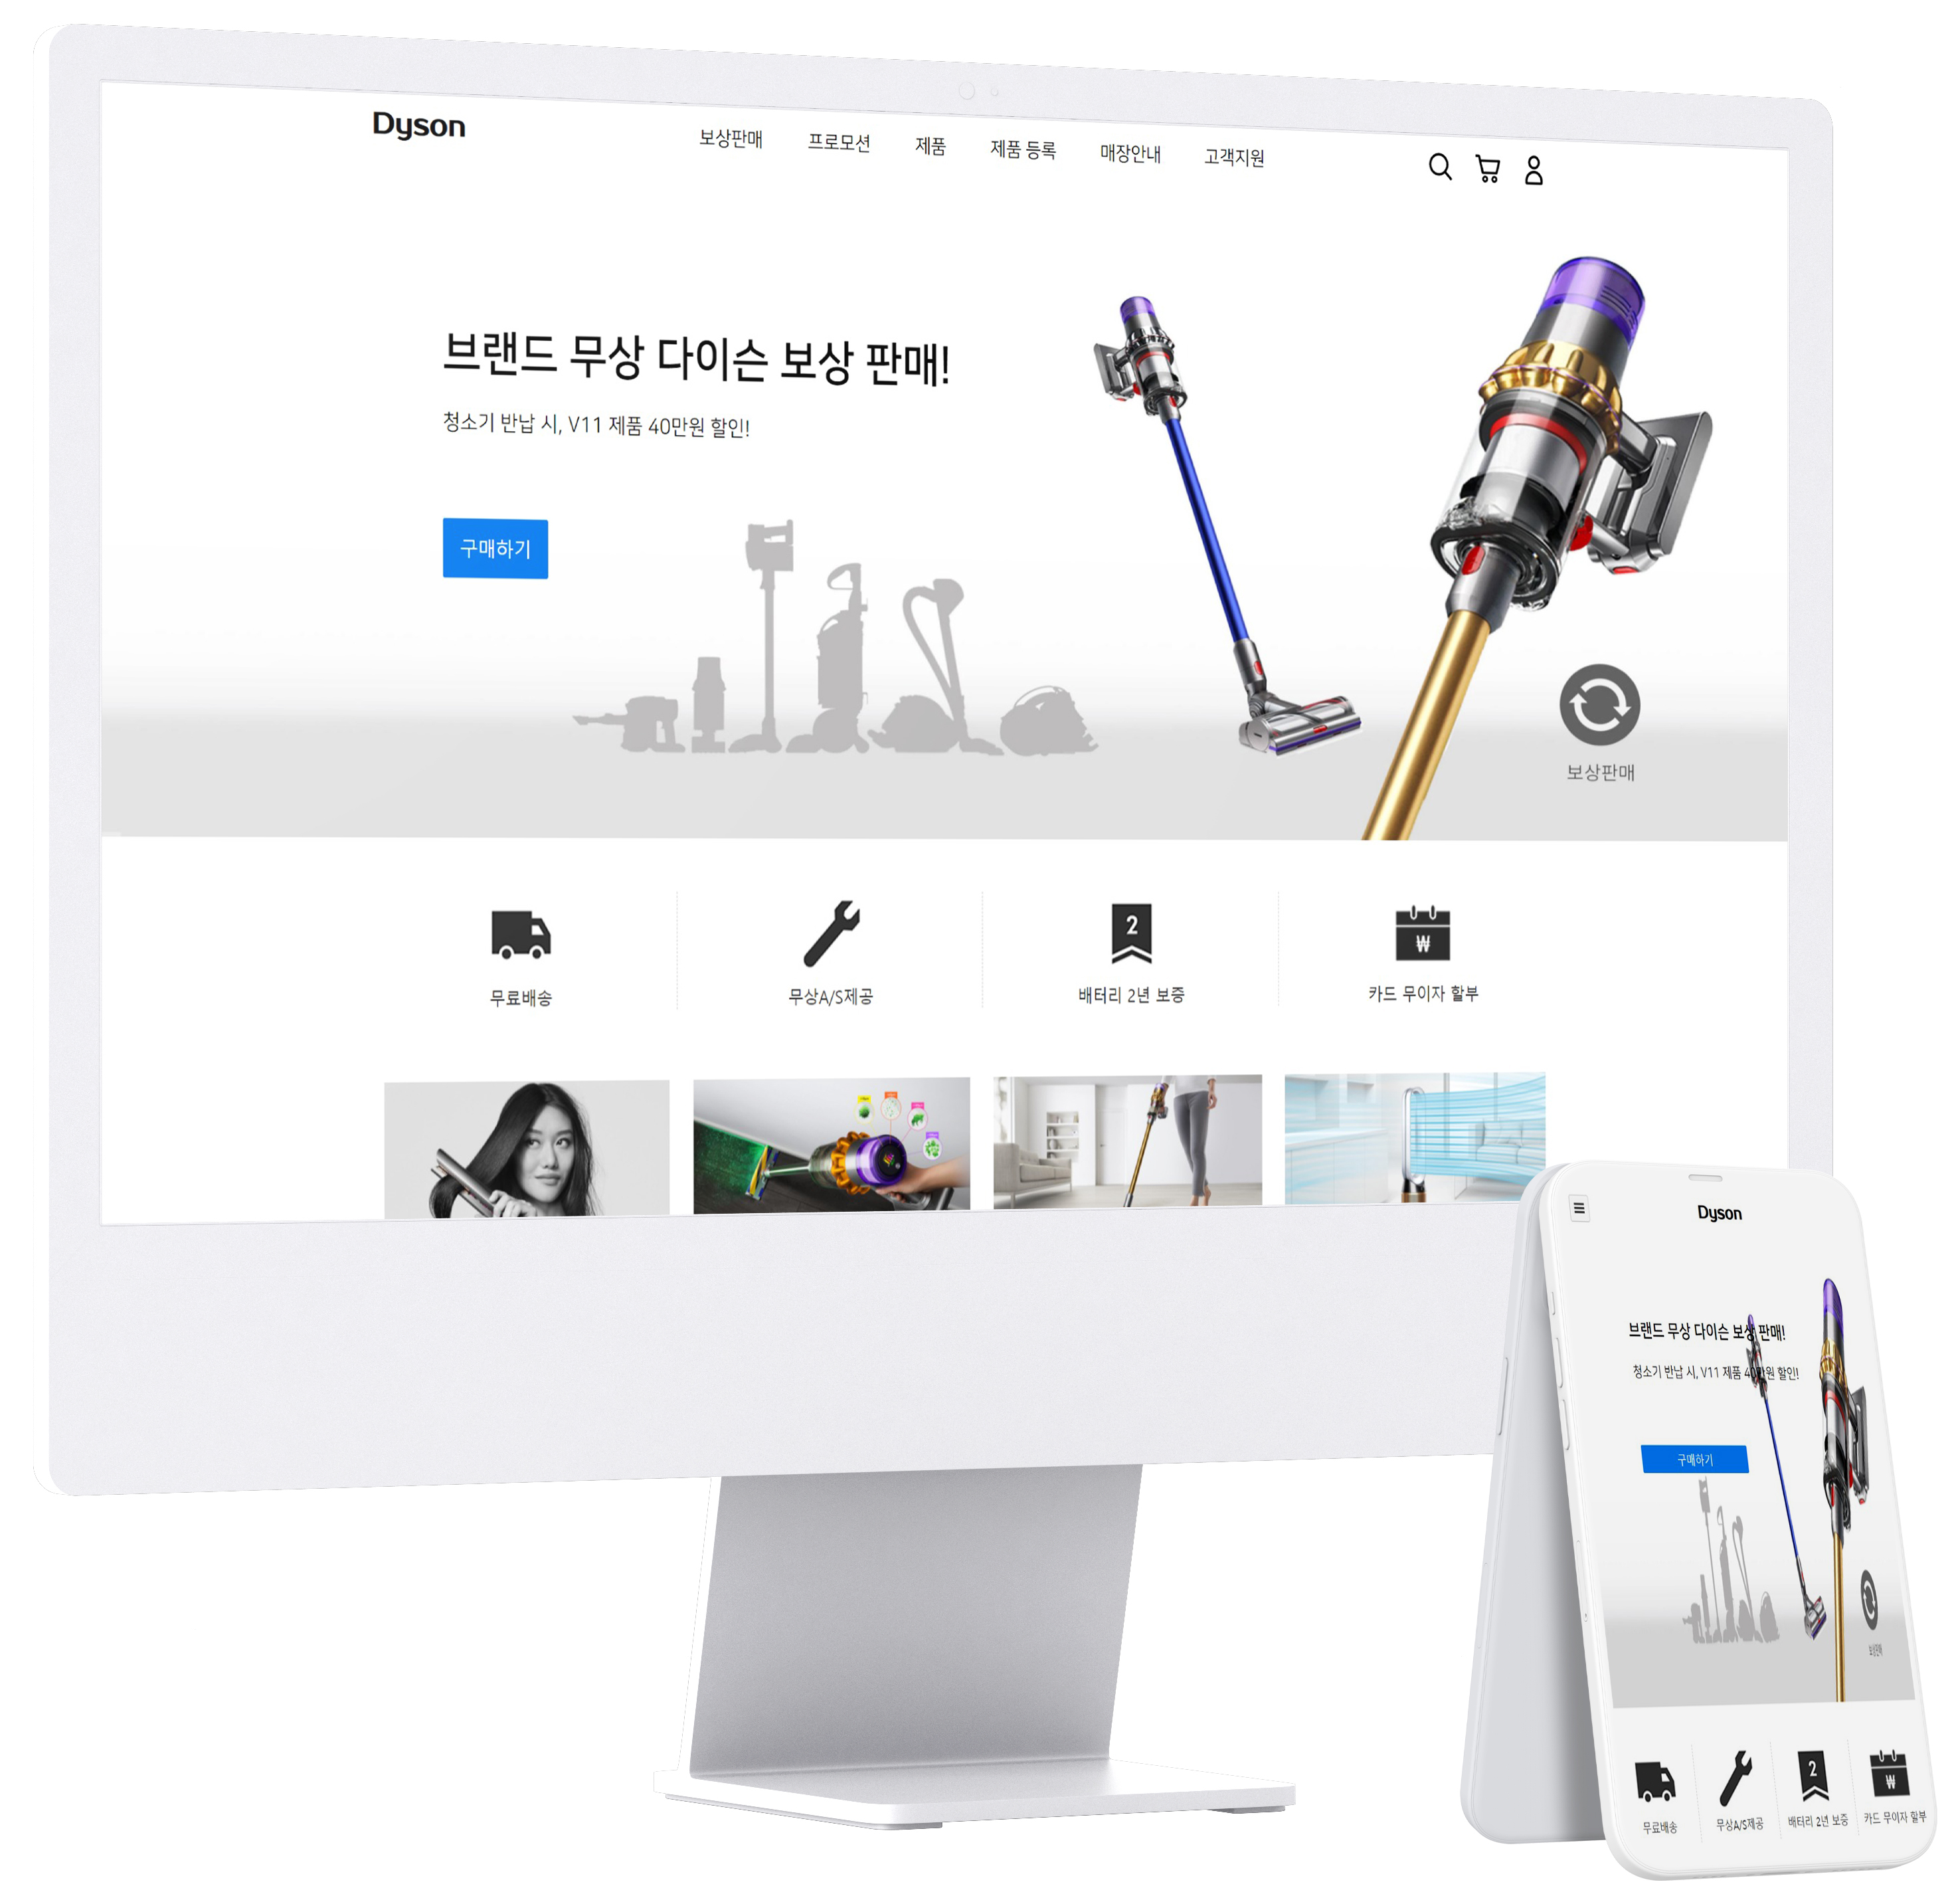 Dyson
보상판매 프로모션 제품 제품 등록 매장안내 고객지원
브랜드 무상 다이슨 보상 판매!
청소기 반납 시, V11 제품 40만원 할인!
구매하기
보상판매
2
₩
무료배송
무상A/S제공
배터리 2년 보증
카드 무이자 할부
Dyson
브랜드 무상 다이슨 보상 판매!
청소기 반납 시, V11 제품 40만원 할인!
구매하기
보상판매
2
₩
무료배송
무상A/S제공
배터리 2년 보증
카드 무이자 할부